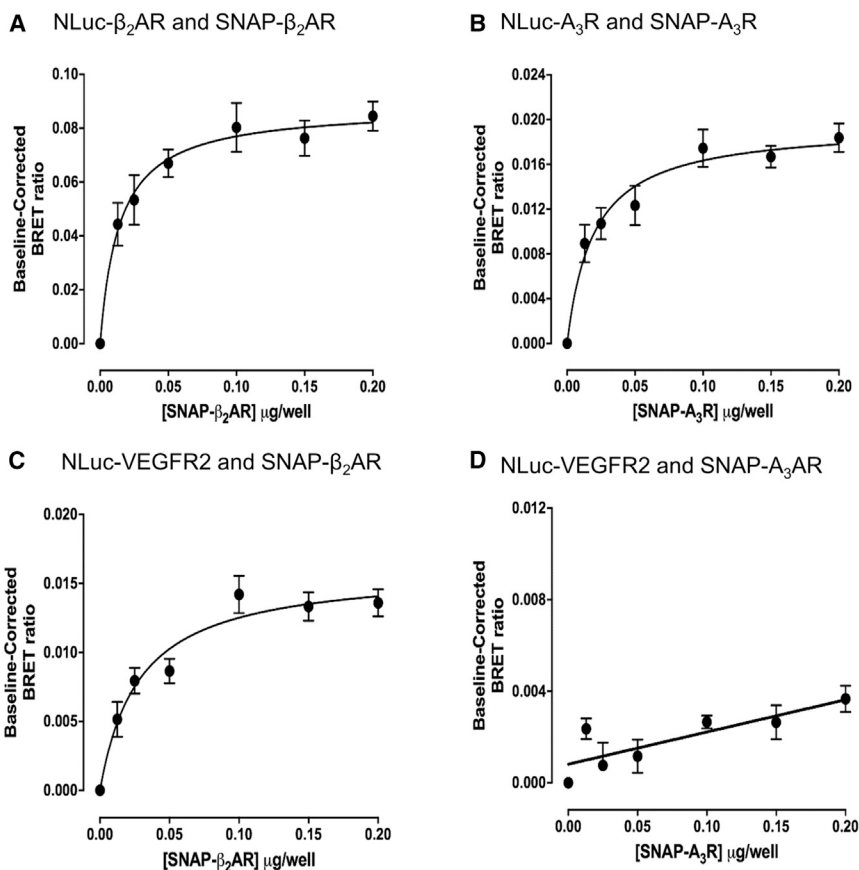 A NLuc-β₂AR and SNAP-β₂AR
Baseline-Corrected
BRET ratio
0.10
0.08
0.06
0.04
0.02
0.00
0.00 0.05 0.10 0.15 0.20
[SNAP-β₂AR] μg/well
B NLuc-A₃R and SNAP-A₃R
Baseline-Corrected
BRET ratio
0.024
0.020
0.016
0.012
0.008
0.004
0.000
0.00 0.05 0.10 0.15 0.20
[SNAP-A₃R] μg/well
C NLuc-VEGFR2 and SNAP-β₂AR
Baseline-Corrected
BRET ratio
0.020
0.015
0.010
0.005
0.000
0.00 0.05 0.10 0.15 0.20
[SNAP-β₂AR] μg/well
D NLuc-VEGFR2 and SNAP-A₃AR
Baseline-Corrected
BRET ratio
0.012
0.008
0.004
0.000
0.00 0.05 0.10 0.15 0.20
[SNAP-A₃R] μg/well